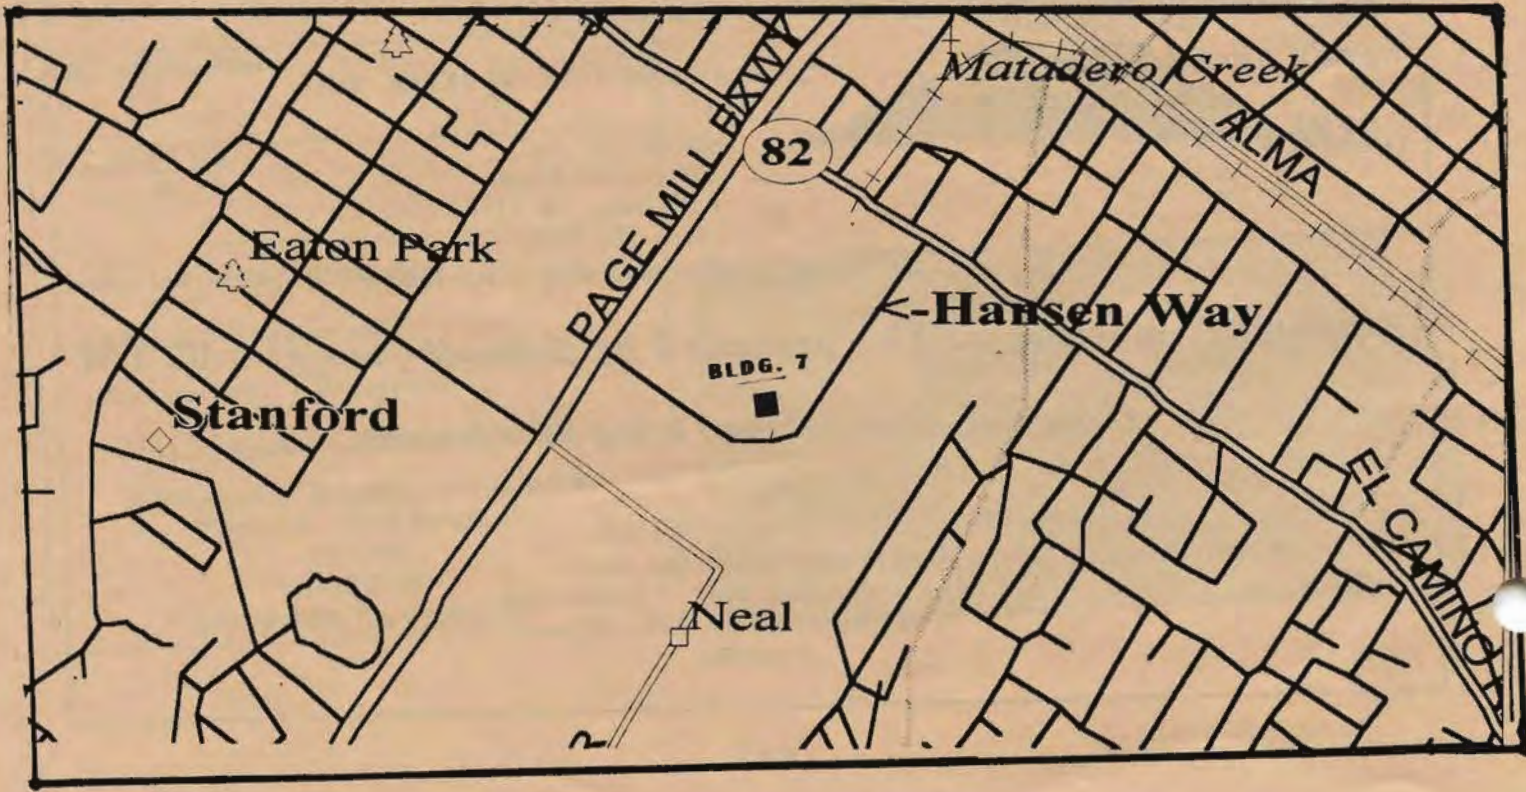 Matadero Creek
PAGE MILL EXWY
82
ALMA
Eaton Park
<-Hansen Way
BLDG. 7
Stanford
EL CAMINO
Neal